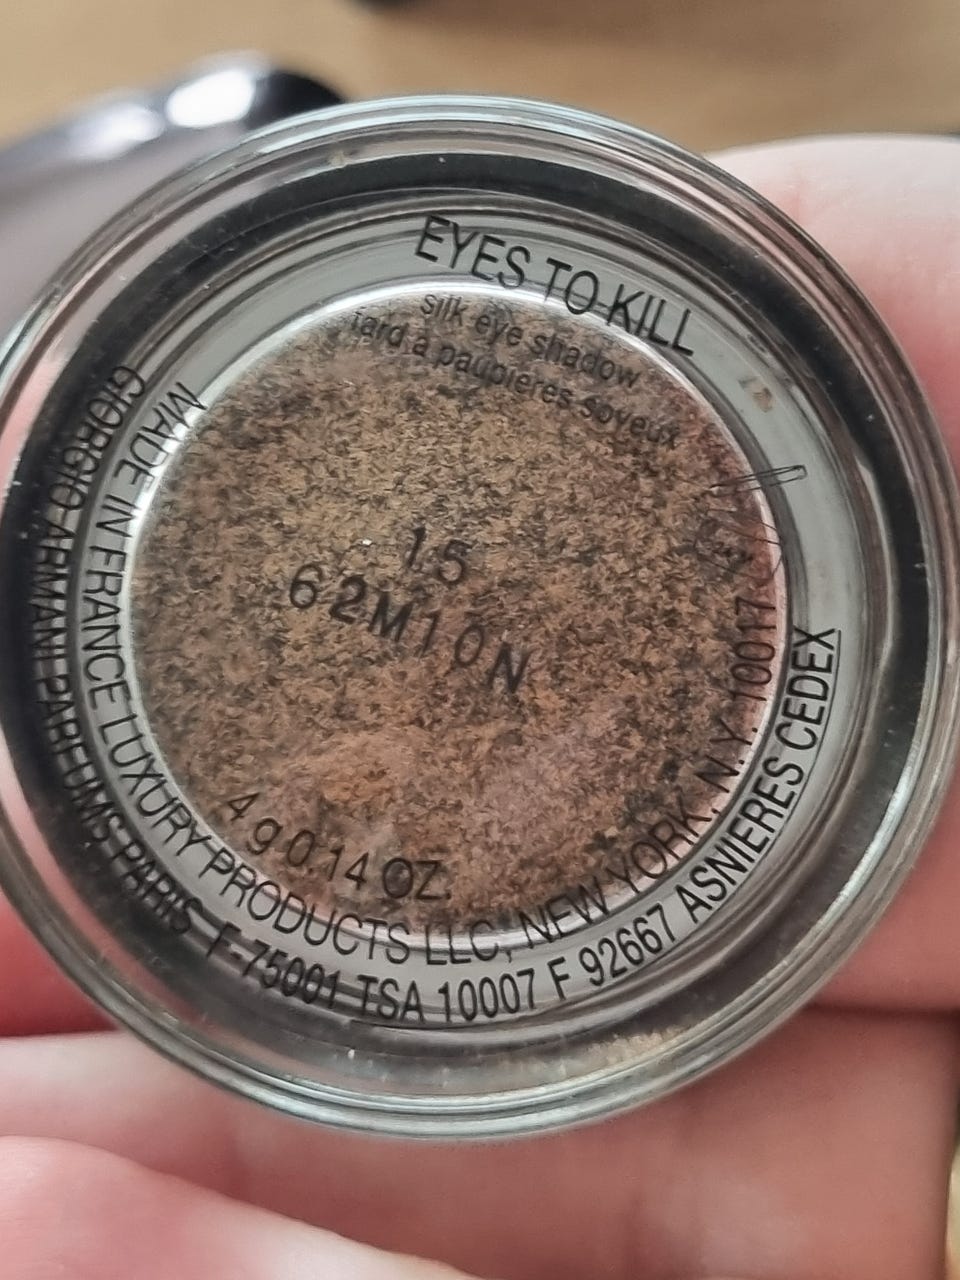 EYES TO KILL
silk eye shadow
fard à paupières soyeux
15
62M10N
4 g 0.14 OZ.
MADE IN FRANCE LUXURY PRODUCTS LLC, NEW YORK, N.Y. 10017
GIORGIO ARMANI PARFUMS PARIS F-75001 TSA 10007 F 92667 ASNIERES CEDEX